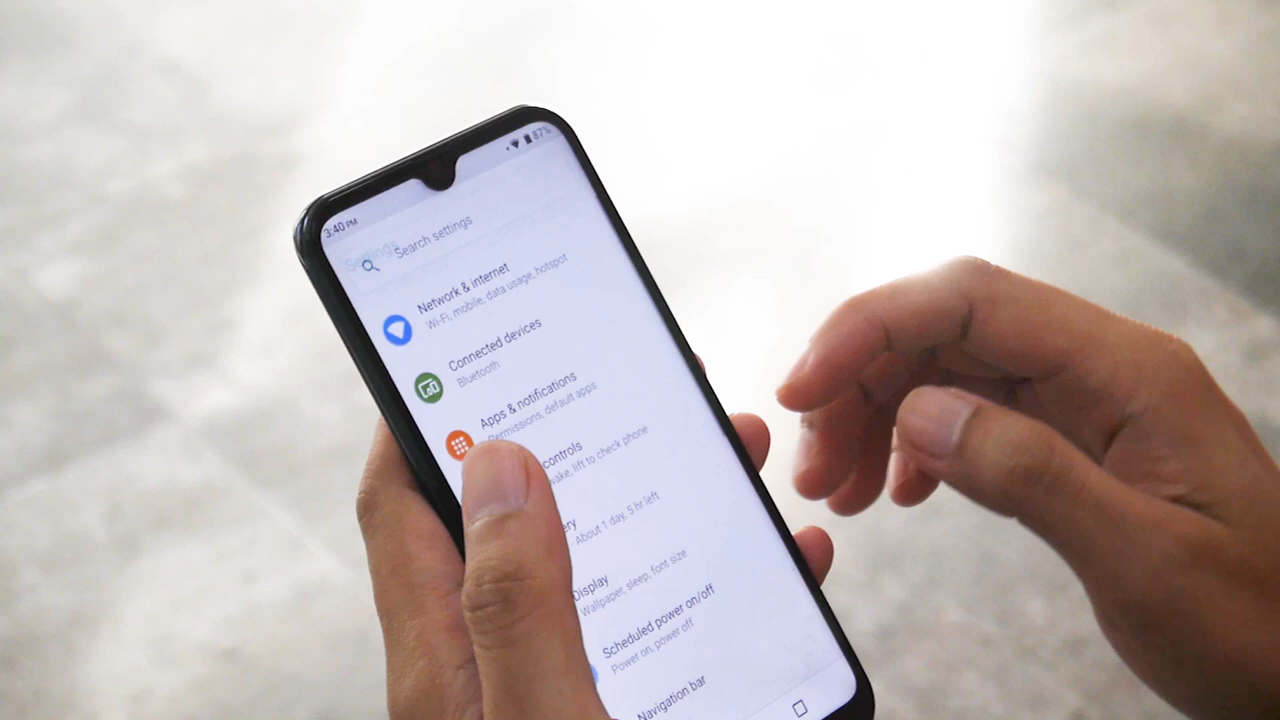 3:40 PM
87%
Settings
Search settings
Network & internet
Wi-Fi, mobile, data usage, hotspot
Connected devices
Bluetooth
Apps & notifications
Permissions, default apps
controls
wake, lift to check phone
ery
About 1 day, 5 hr left
Display
Wallpaper, sleep, font size
Scheduled power on/off
Power on, power off
Navigation bar